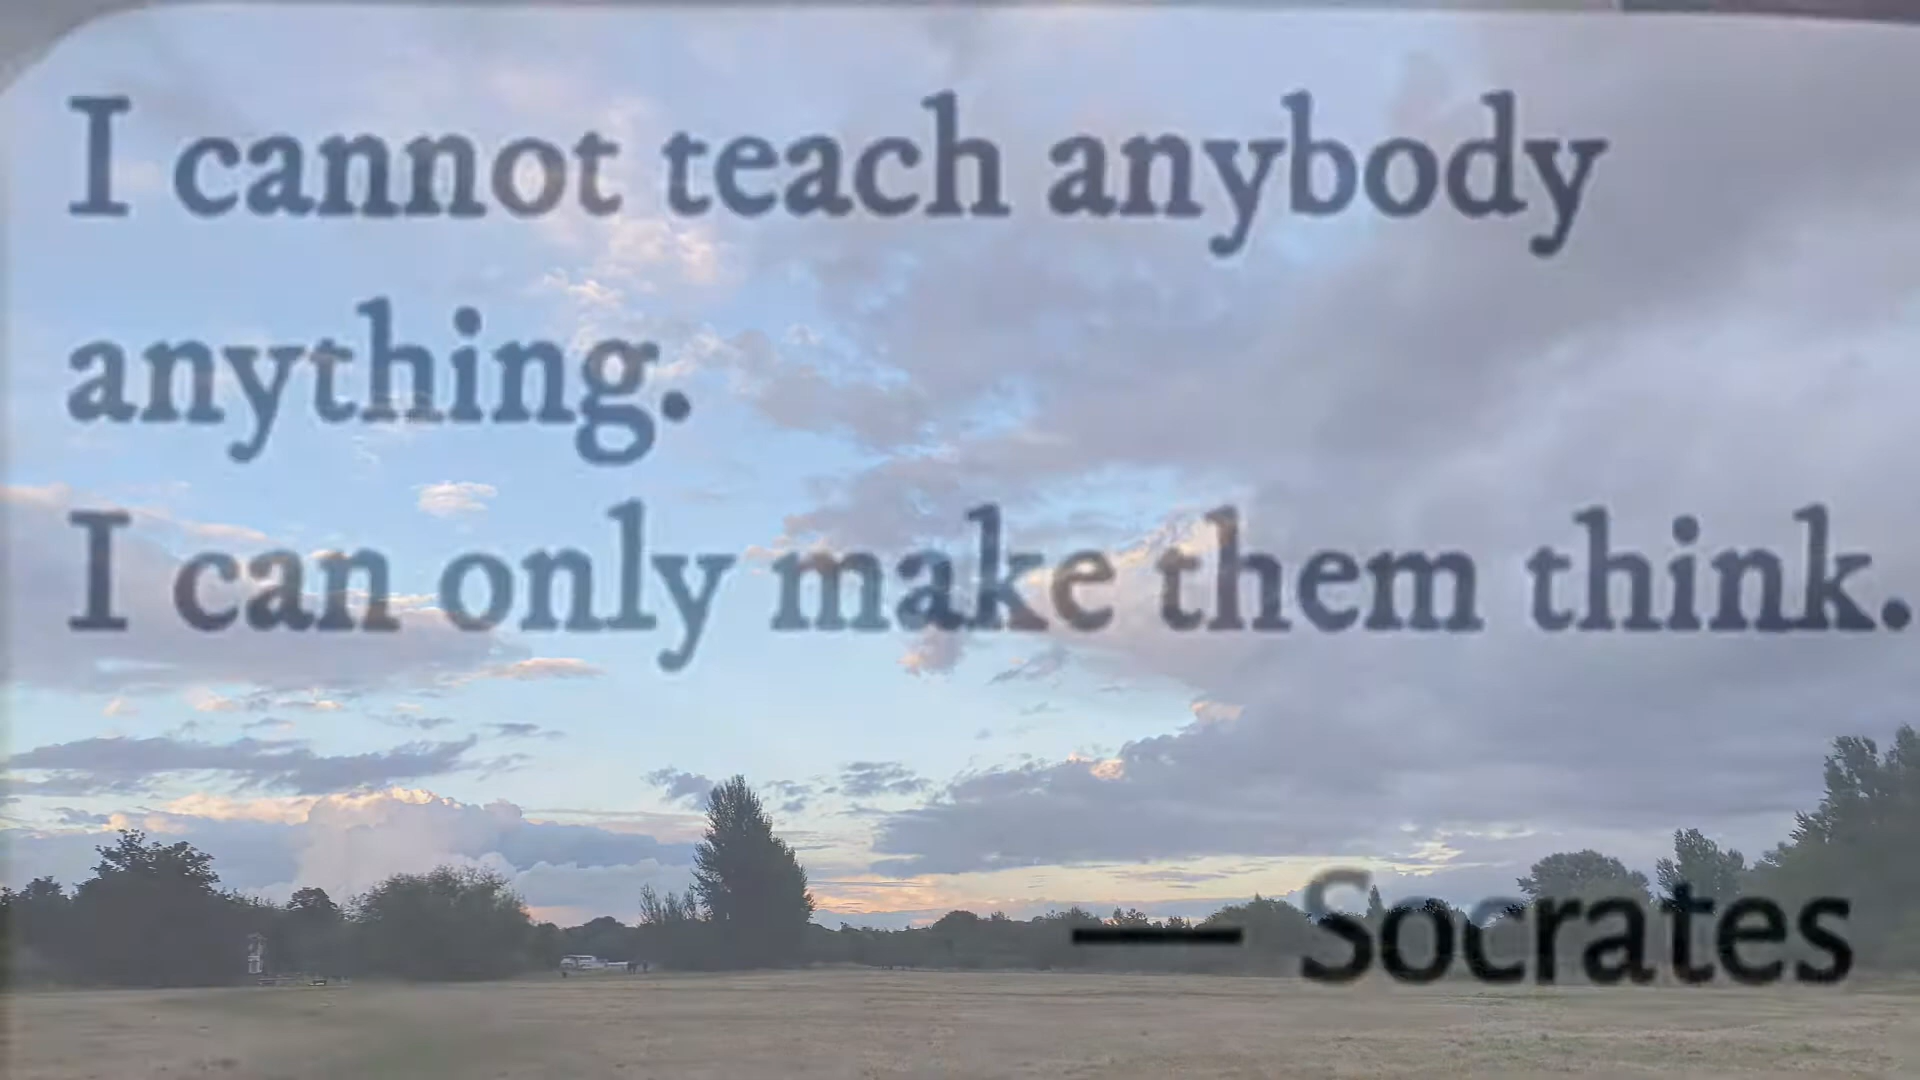 I cannot teach anybody
anything.
I can only make them think.
— Socrates